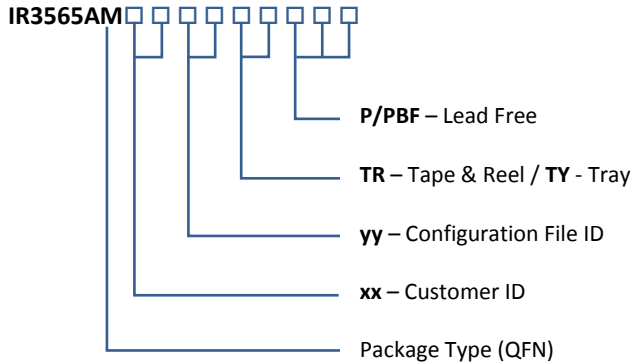 IR3565AM
P/PBF – Lead Free
TR – Tape & Reel / TY - Tray
yy – Configuration File ID
xx – Customer ID
Package Type (QFN)